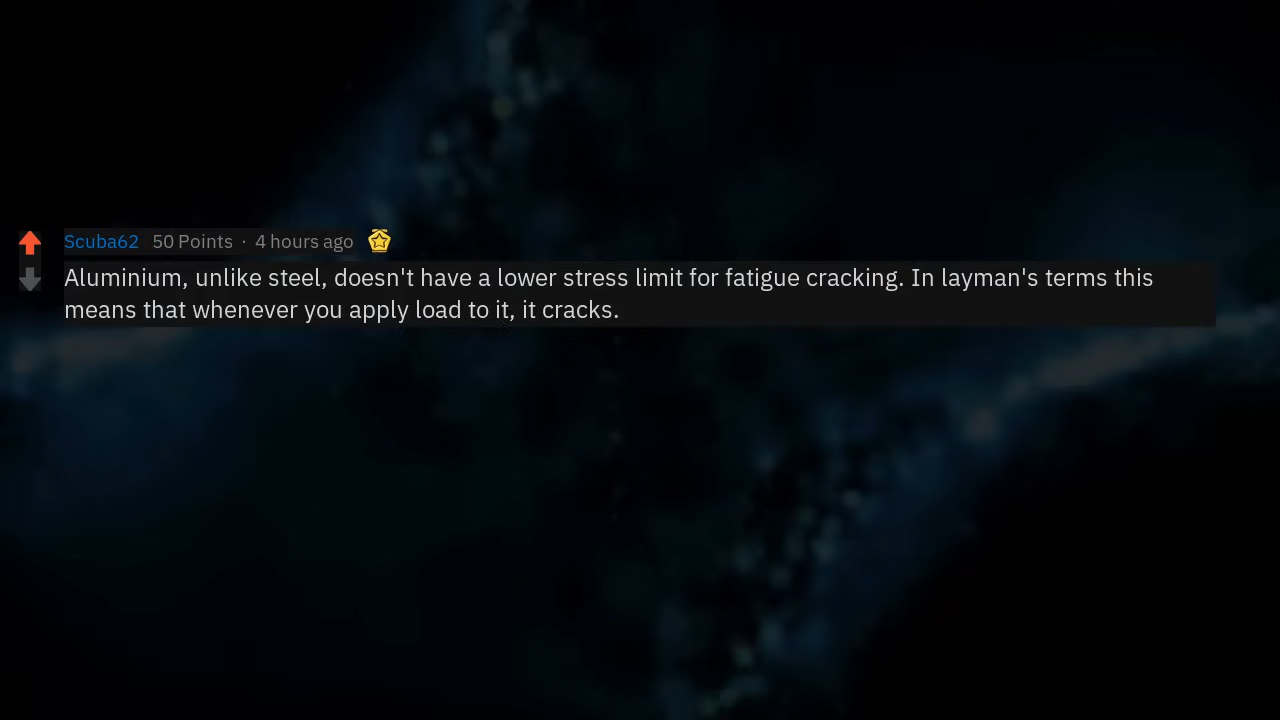 Scuba62 50 Points · 4 hours ago
Aluminium, unlike steel, doesn't have a lower stress limit for fatigue cracking. In layman's terms this
means that whenever you apply load to it, it cracks.